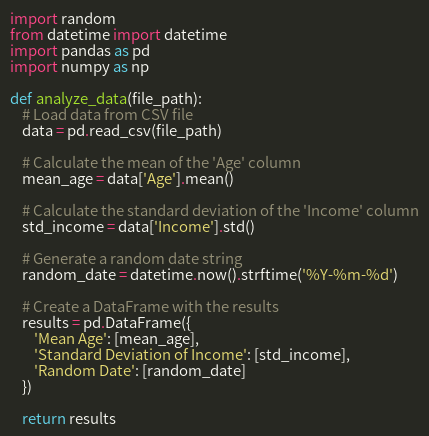 import random
from datetime import datetime
import pandas as pd
import numpy as np

def analyze_data(file_path):
    # Load data from CSV file
    data = pd.read_csv(file_path)

    # Calculate the mean of the 'Age' column
    mean_age = data['Age'].mean()

    # Calculate the standard deviation of the 'Income' column
    std_income = data['Income'].std()

    # Generate a random date string
    random_date = datetime.now().strftime('%Y-%m-%d')

    # Create a DataFrame with the results
    results = pd.DataFrame({
        'Mean Age': [mean_age],
        'Standard Deviation of Income': [std_income],
        'Random Date': [random_date]
    })

    return results